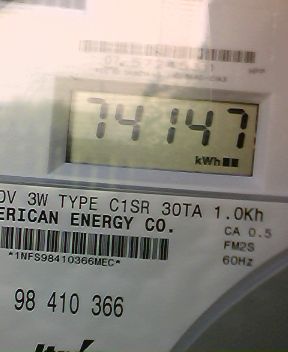 74147
kWh
0V 3W TYPE C1SR 30TA 1.0Kh
ERICAN ENERGY CO.
CA 0.5
FM2S
*1NFS98410366MEC*
60Hz
98 410 366